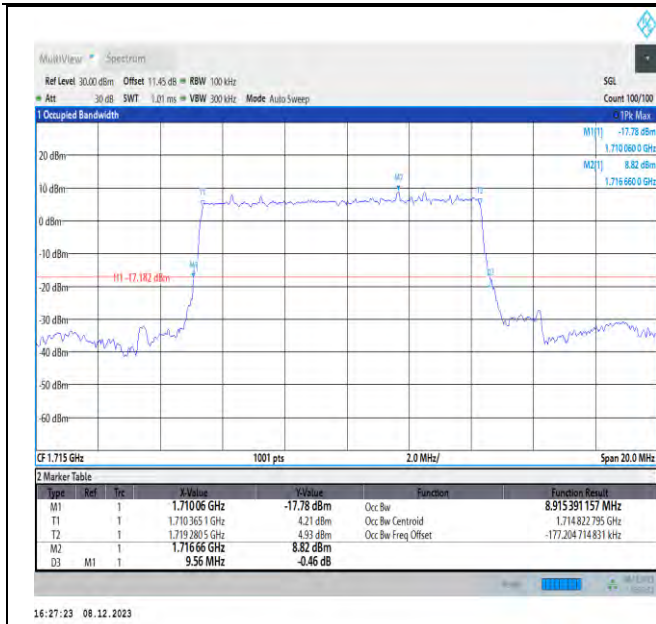 MultiView Spectrum
Ref Level 30.00 dBm Offset 11.45 dB RBW 100 kHz SGL
Att 30 dB SWT 1.01 ms VBW 300 kHz Mode Auto Sweep Count 100/100
1 Occupied Bandwidth 1Pk Max
M1[1] -17.78 dBm
1.710 060 0 GHz
M2[1] 8.82 dBm
1.716 660 0 GHz
20 dBm
10 dBm
M2
T1
T2
0 dBm
-10 dBm
M1
D3
H1 -17.182 dBm
-20 dBm
-30 dBm
-40 dBm
-50 dBm
-60 dBm
CF 1.715 GHz 1001 pts 2.0 MHz/ Span 20.0 MHz
2 Marker Table
Type Ref Trc X-Value Y-Value Function Function Result
M1 1 1.710 06 GHz -17.78 dBm Occ Bw 8.915 391 157 MHz
T1 1 1.710 365 1 GHz 4.21 dBm Occ Bw Centroid 1.714 822 795 GHz
T2 1 1.719 280 5 GHz 4.93 dBm Occ Bw Freq Offset -177.204 714 831 kHz
M2 1 1.716 66 GHz 8.82 dBm
D3 M1 1 9.56 MHz -0.46 dB
16:27:23 08.12.2023